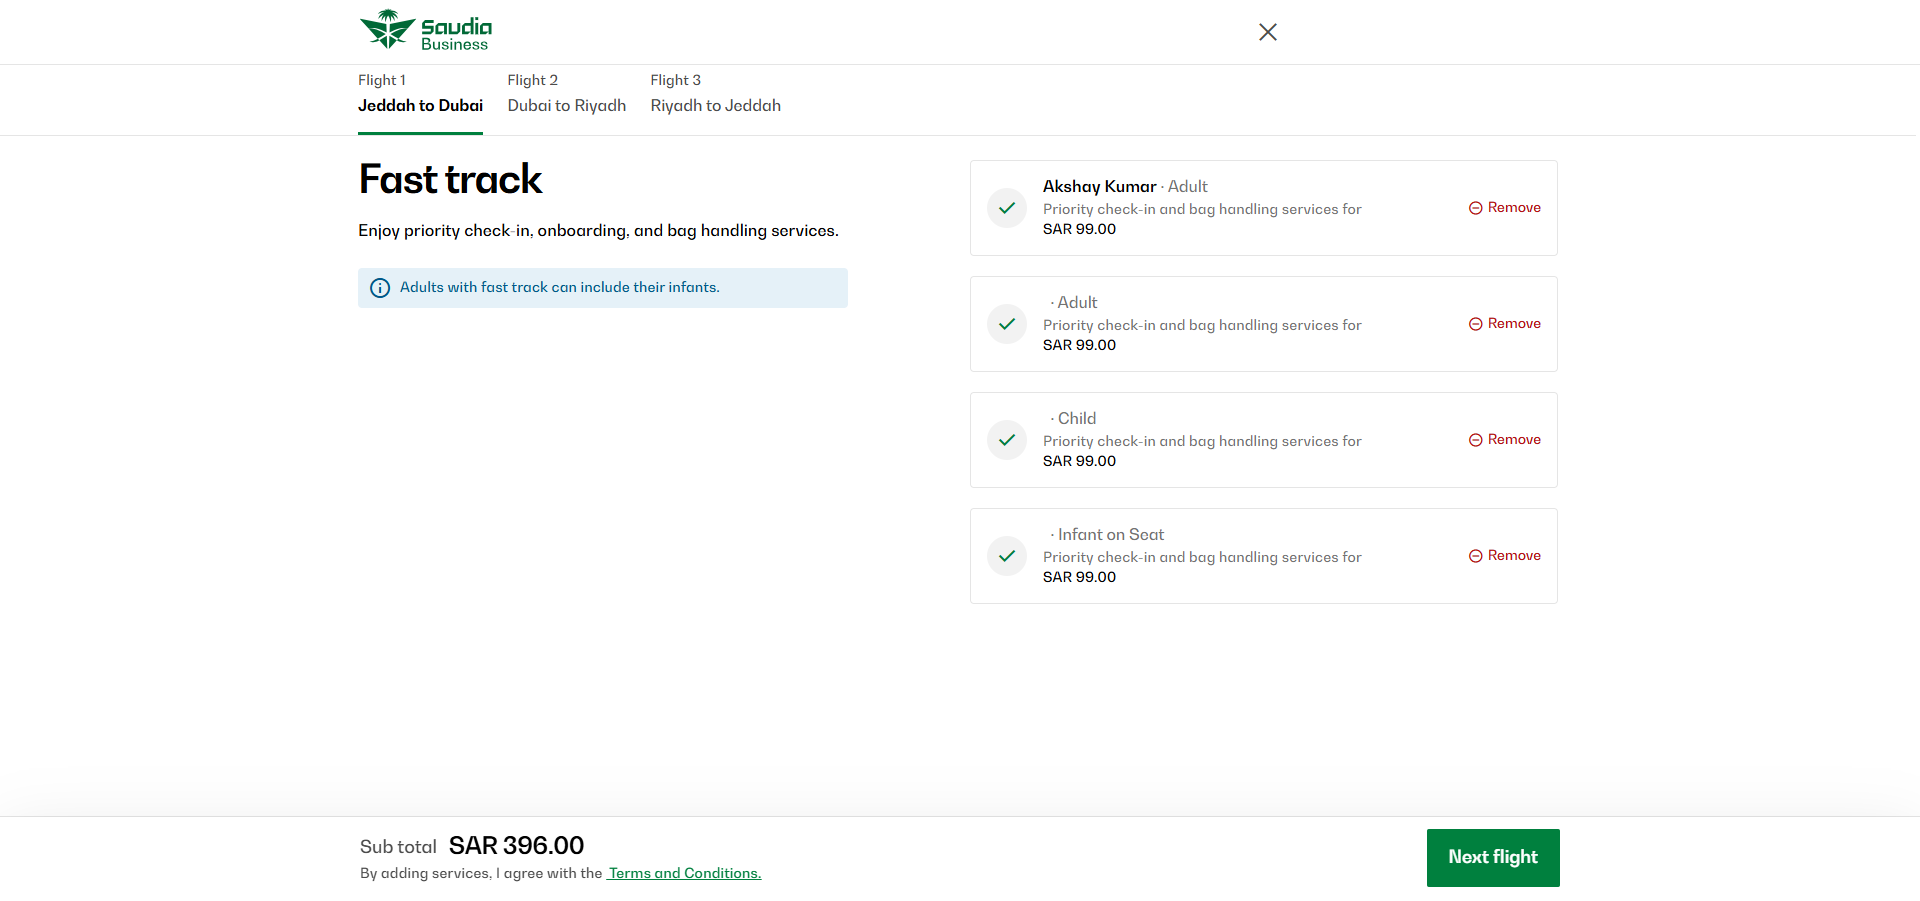 Saudia
Business
Flight 1
Jeddah to Dubai
Flight 2
Dubai to Riyadh
Flight 3
Riyadh to Jeddah
Fast track
Enjoy priority check-in, onboarding, and bag handling services.
Adults with fast track can include their infants.
Akshay Kumar · Adult
Priority check-in and bag handling services for
SAR 99.00
Remove
· Adult
Priority check-in and bag handling services for
SAR 99.00
Remove
· Child
Priority check-in and bag handling services for
SAR 99.00
Remove
· Infant on Seat
Priority check-in and bag handling services for
SAR 99.00
Remove
Sub total SAR 396.00
By adding services, I agree with the Terms and Conditions.
Next flight